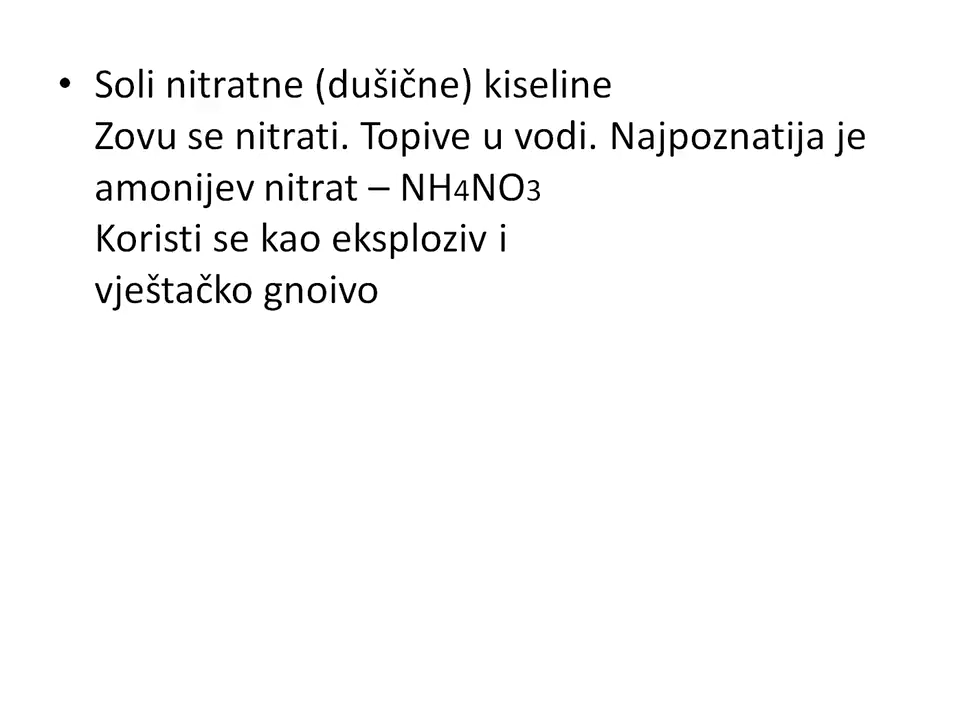 • Soli nitratne (dušične) kiseline
Zovu se nitrati. Topive u vodi. Najpoznatija je
amonijev nitrat – NH4NO3
Koristi se kao eksploziv i
vještačko gnoivo